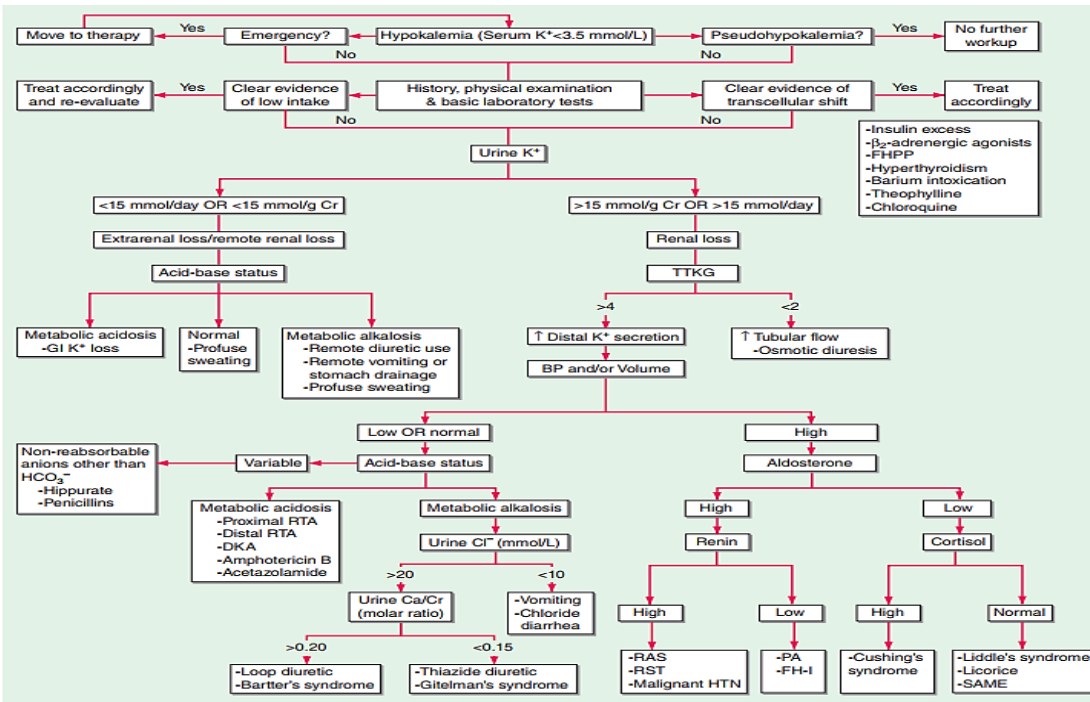 Move to therapy
Yes
Emergency?
Hypokalemia (Serum K⁺<3.5 mmol/L)
Pseudohypokalemia?
Yes
No further
workup
No
No
Treat accordingly
and re-evaluate
Yes
Clear evidence
of low intake
History, physical examination
& basic laboratory tests
Clear evidence of
transcellular shift
Yes
Treat
accordingly
No
No
-Insulin excess
-β₂-adrenergic agonists
-FHPP
-Hyperthyroidism
-Barium intoxication
-Theophylline
-Chloroquine
Urine K⁺
<15 mmol/day OR <15 mmol/g Cr
>15 mmol/g Cr OR >15 mmol/day
Extrarenal loss/remote renal loss
Renal loss
Acid-base status
TTKG
>4
<2
Metabolic acidosis
-GI K⁺ loss
Normal
-Profuse
sweating
Metabolic alkalosis
-Remote diuretic use
-Remote vomiting or
stomach drainage
-Profuse sweating
↑ Distal K⁺ secretion
↑ Tubular flow
-Osmotic diuresis
BP and/or Volume
Low OR normal
High
Non-reabsorbable
anions other than
HCO₃⁻
-Hippurate
-Penicillins
Variable
Acid-base status
Aldosterone
Metabolic acidosis
-Proximal RTA
-Distal RTA
-DKA
-Amphotericin B
-Acetazolamide
Metabolic alkalosis
High
Low
Urine Cl⁻ (mmol/L)
Renin
Cortisol
>20
<10
Urine Ca/Cr
(molar ratio)
-Vomiting
-Chloride
diarrhea
High
Low
High
Normal
>0.20
<0.15
-Loop diuretic
-Bartter's syndrome
-Thiazide diuretic
-Gitelman's syndrome
-RAS
-RST
-Malignant HTN
-PA
-FH-I
-Cushing's
syndrome
-Liddle's syndrome
-Licorice
-SAME